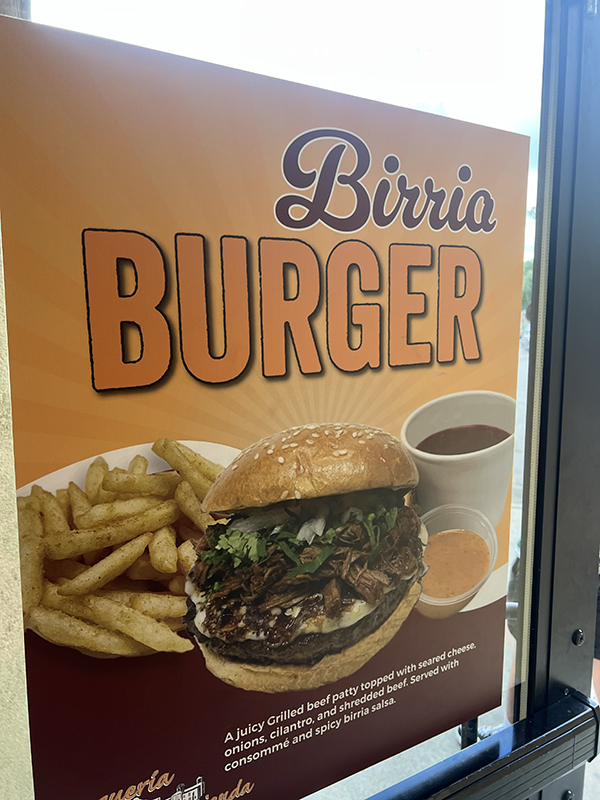 Birria
BURGER
A juicy Grilled beef patty topped with seared cheese,
onions, cilantro, and shredded beef. Served with
consommé and spicy birria salsa.